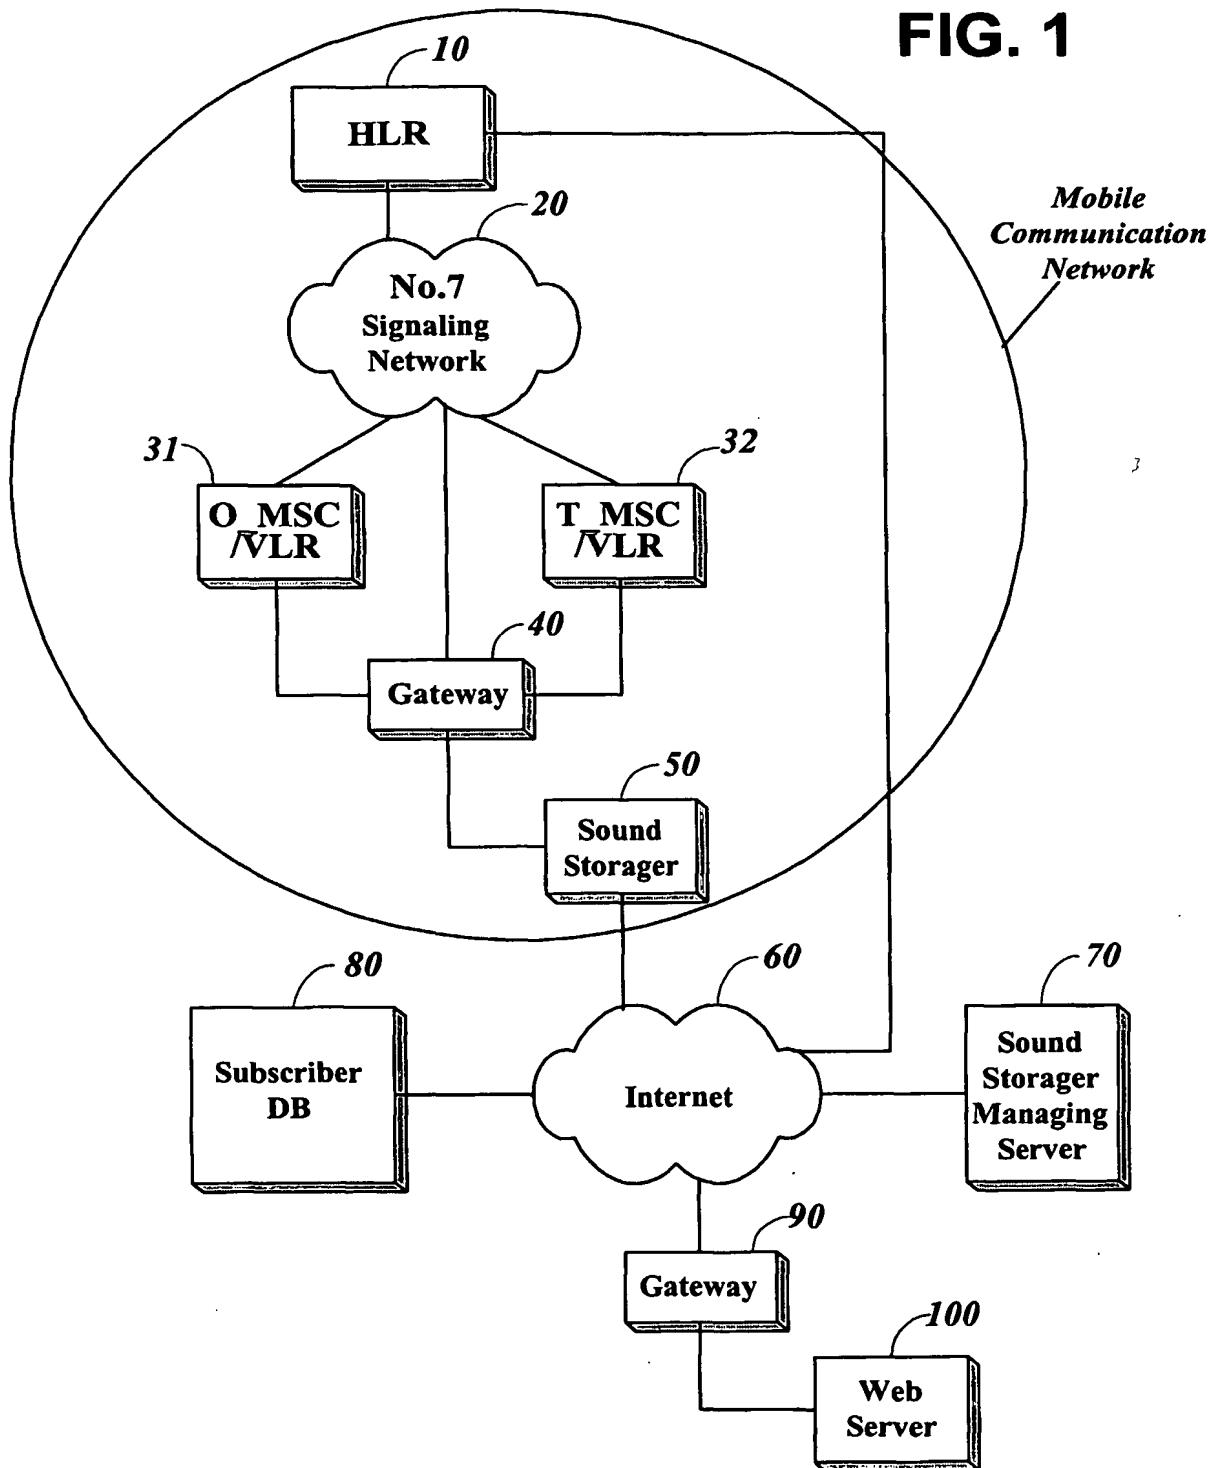 FIG. 1
10
HLR
20
Mobile
Communication
Network
No.7
Signaling
Network
31
32
O_MSC
/VLR
T_MSC
/VLR
40
Gateway
50
Sound
Storager
80
60
70
Subscriber
DB
Internet
Sound
Storager
Managing
Server
90
Gateway
100
Web
Server